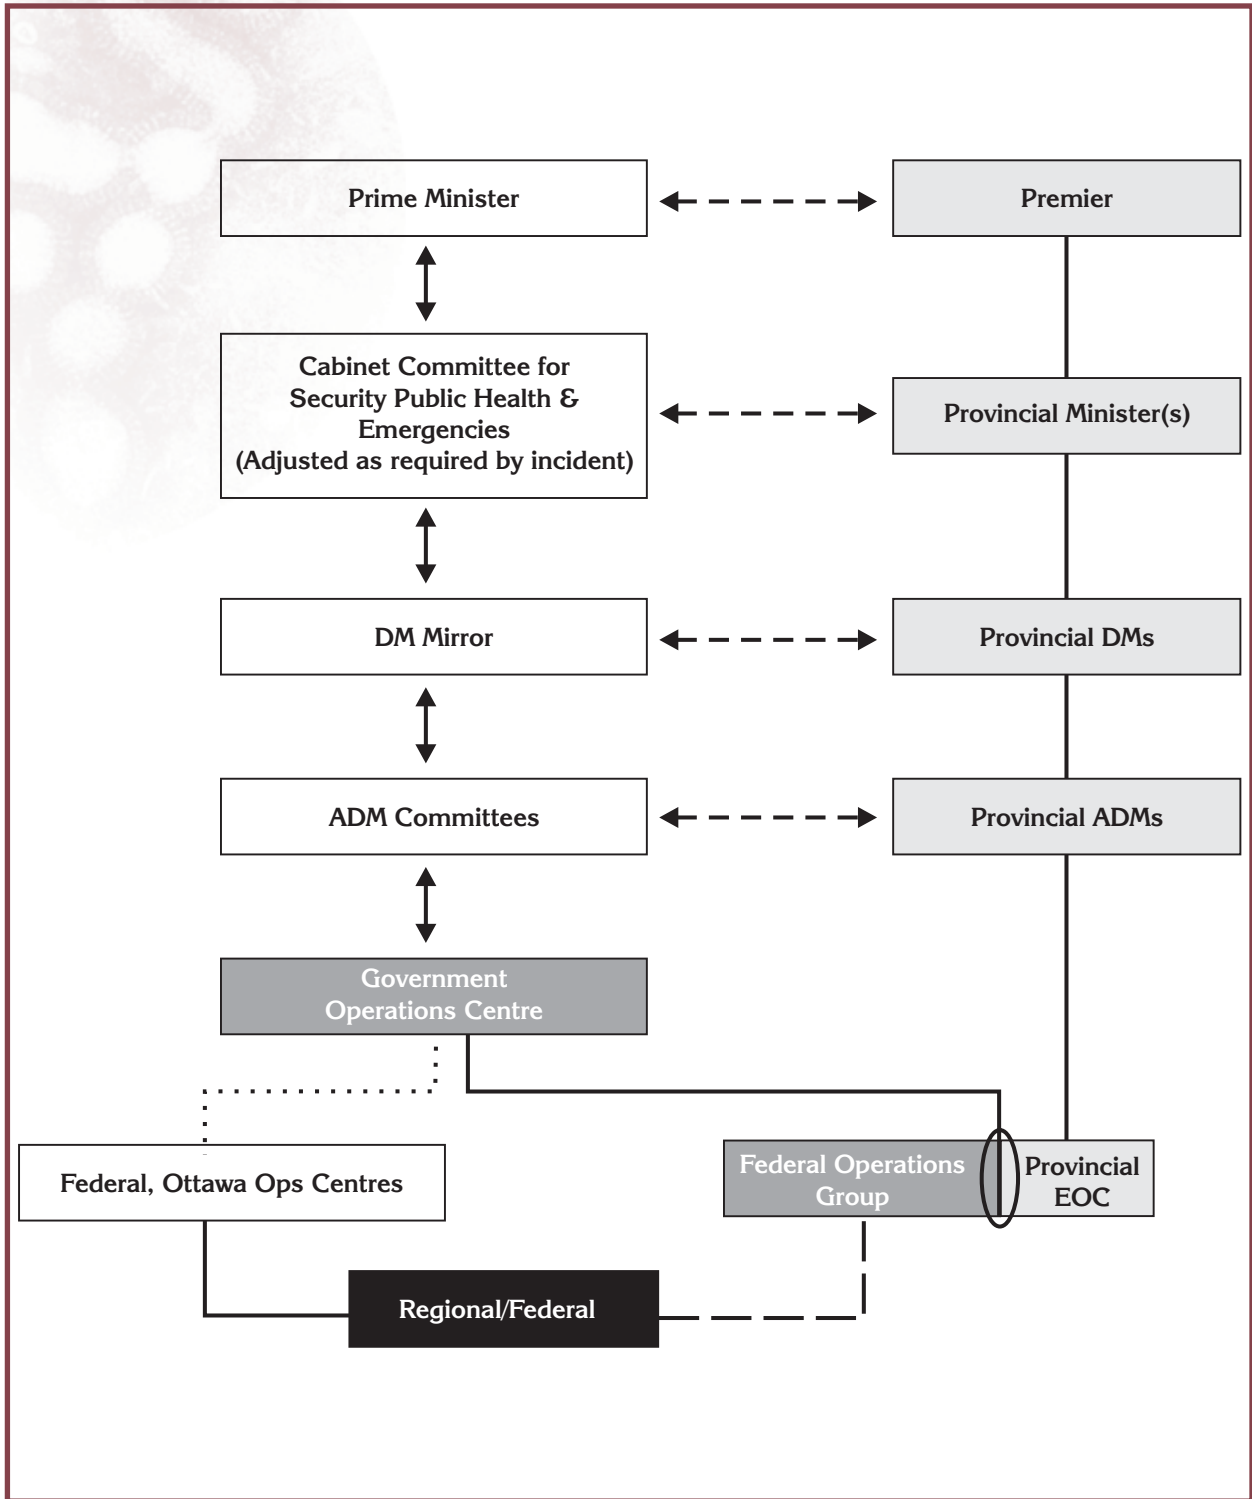 Prime Minister
Premier
Cabinet Committee for
Security Public Health &
Emergencies
(Adjusted as required by incident)
Provincial Minister(s)
DM Mirror
Provincial DMs
ADM Committees
Provincial ADMs
Government
Operations Centre
Federal, Ottawa Ops Centres
Federal Operations
Group
Provincial
EOC
Regional/Federal